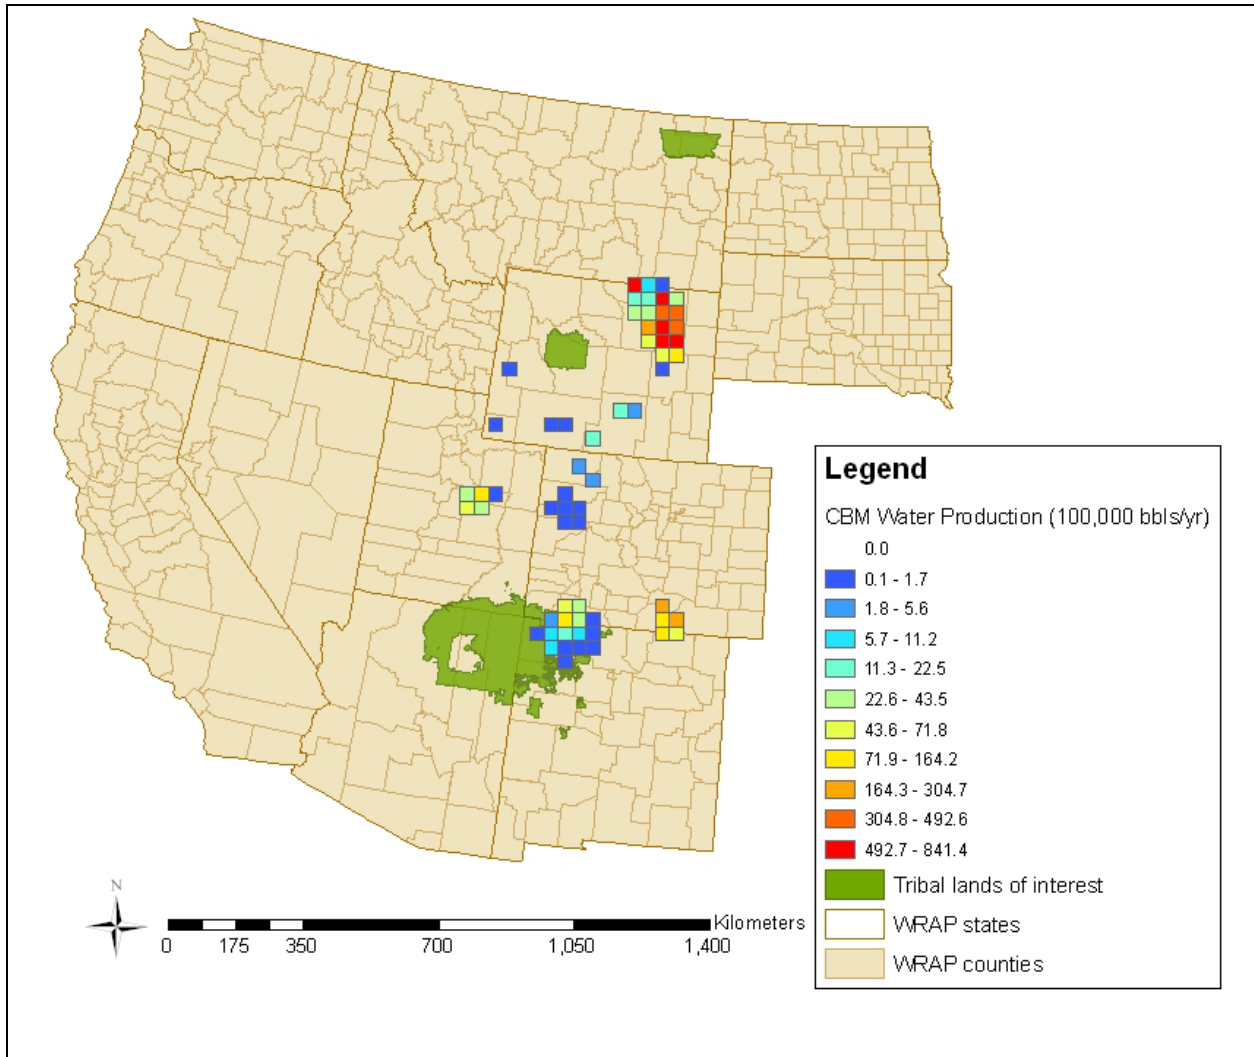 Legend
CBM Water Production (100,000 bbls/yr)
0.0
0.1 - 1.7
1.8 - 5.6
5.7 - 11.2
11.3 - 22.5
22.6 - 43.5
43.6 - 71.8
71.9 - 164.2
164.3 - 304.7
304.8 - 492.6
492.7 - 841.4
Tribal lands of interest
WRAP states
WRAP counties
N
Kilometers
0 175 350 700 1,050 1,400